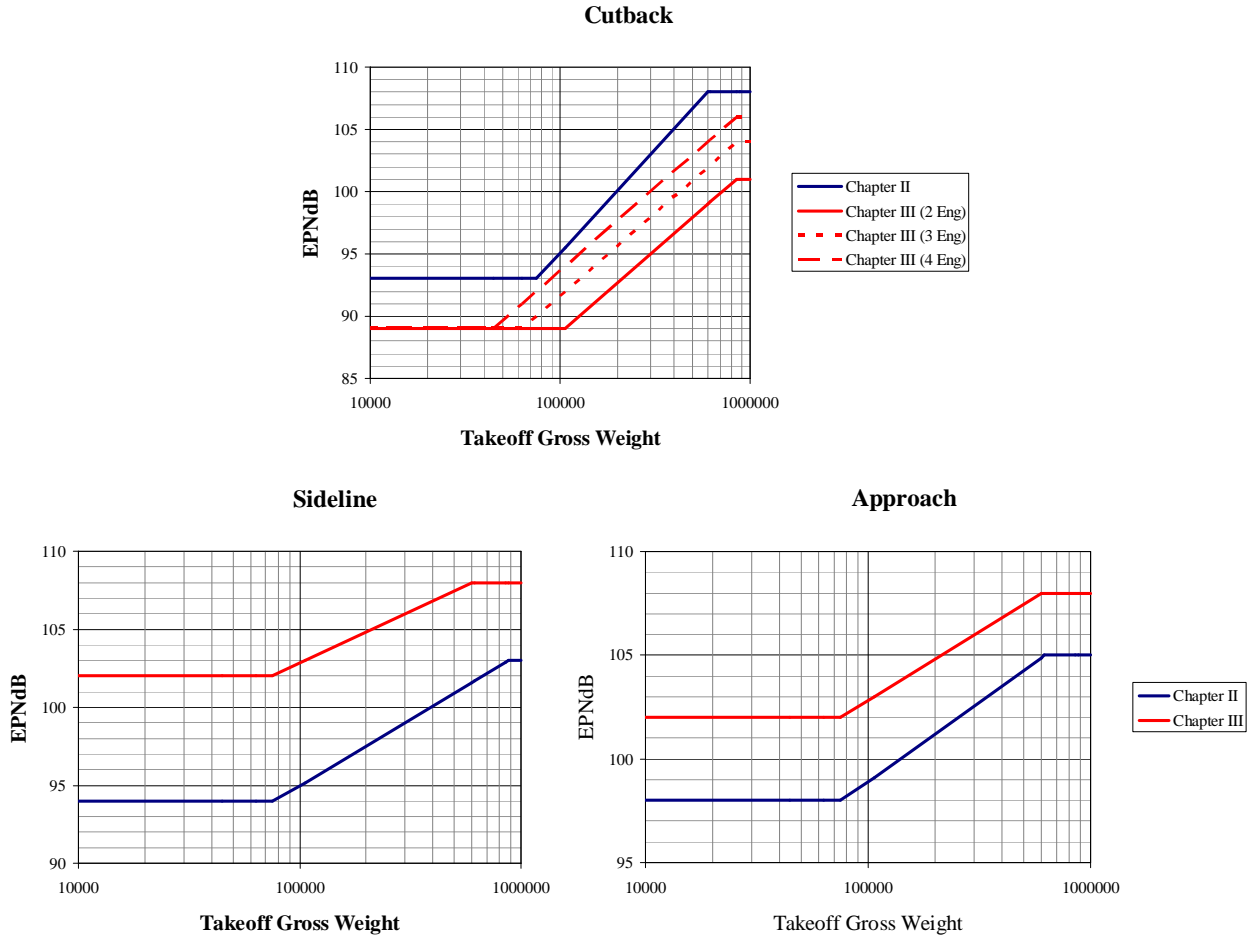 Cutback
110
105
100
95
90
85
EPNdB
10000 100000 1000000
Takeoff Gross Weight
Chapter II
Chapter III (2 Eng)
Chapter III (3 Eng)
Chapter III (4 Eng)
Sideline
110
105
100
95
90
EPNdB
10000 100000 1000000
Takeoff Gross Weight
Approach
110
105
100
95
EPNdB
10000 100000 1000000
Takeoff Gross Weight
Chapter II
Chapter III